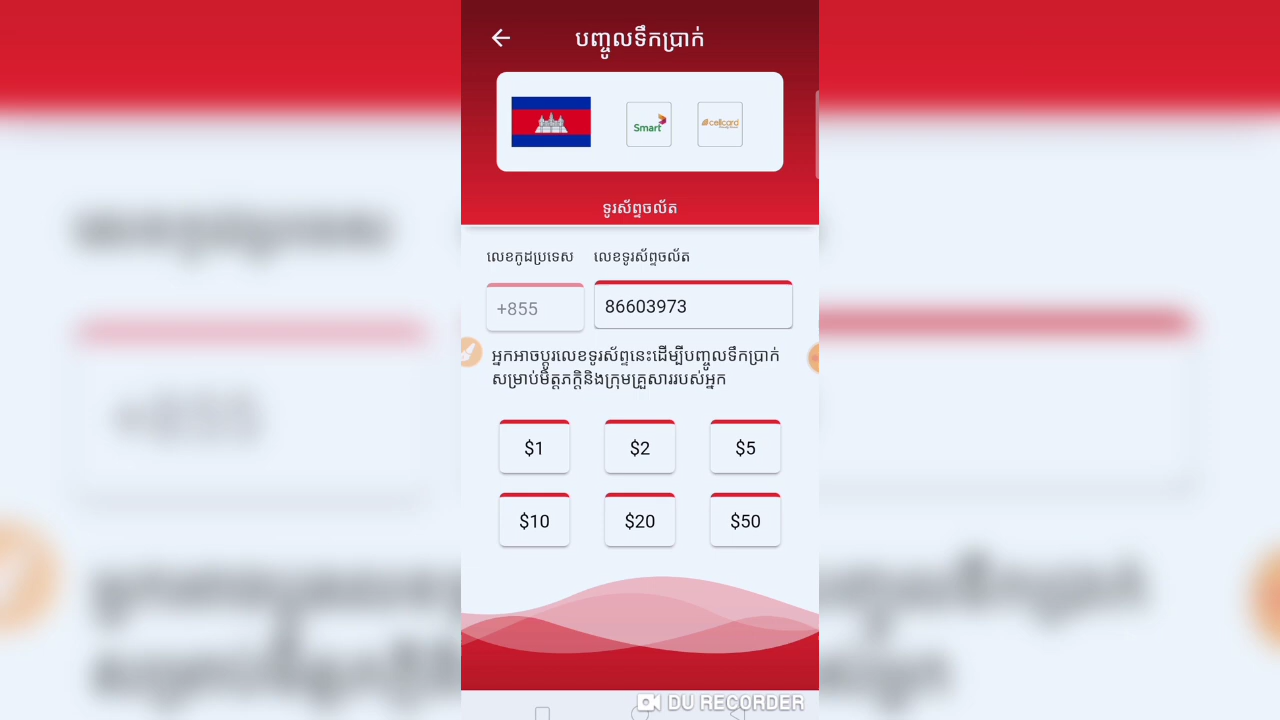 បញ្ចូលទឹកប្រាក់
Smart
cellcard
ទូរស័ព្ទចល័ត
លេខកូដប្រទេស
លេខទូរស័ព្ទចល័ត
+855
86603973
អ្នកអាចប្ដូរលេខទូរស័ព្ទនេះដើម្បីបញ្ចូលទឹកប្រាក់
សម្រាប់មិត្តភក្តិនិងក្រុមគ្រួសាររបស់អ្នក
$1
$2
$5
$10
$20
$50
DU RECORDER